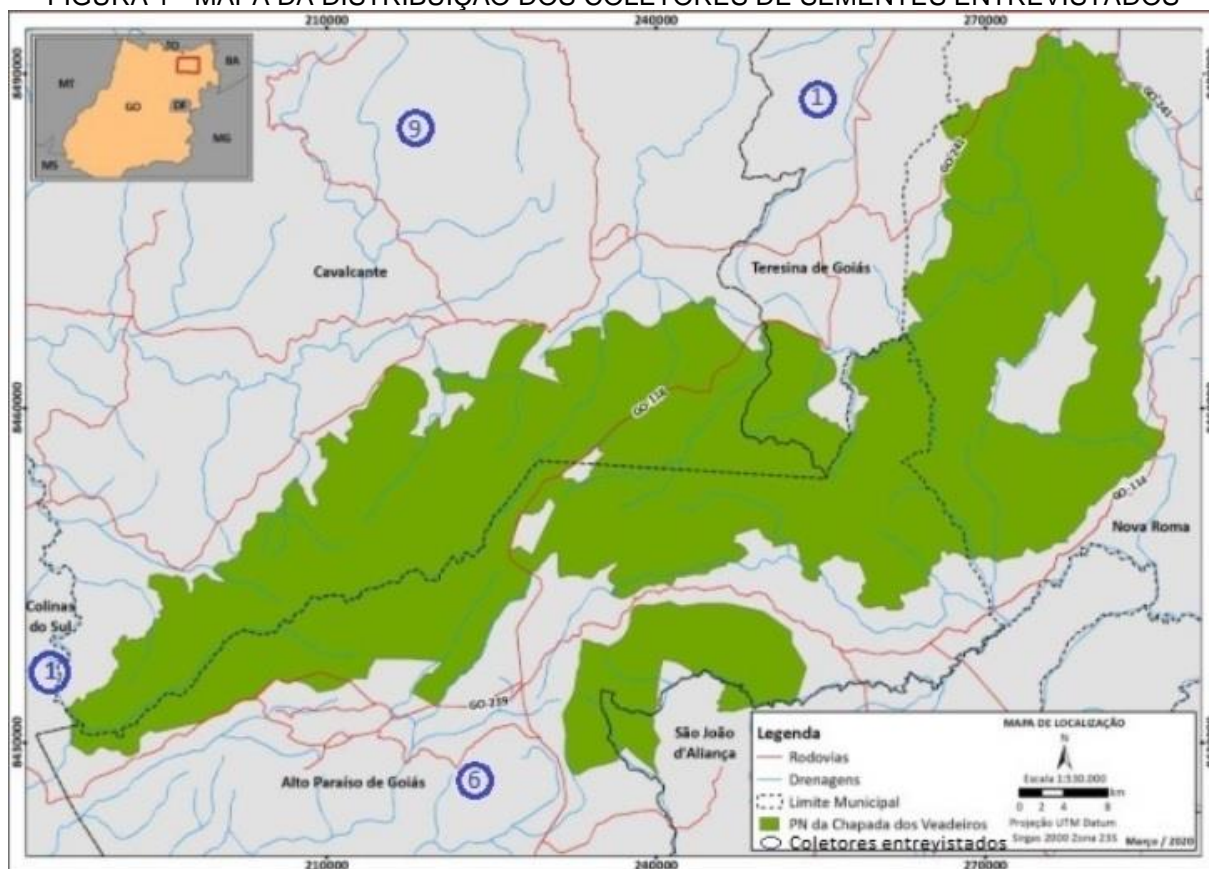 FIGURA 1 - MAPA DA DISTRIBUIÇÃO DOS COLETORES DE SEMENTES ENTREVISTADOS
210000 240000 270000
TO
MT
BA
GO
DF
MG
MS
8490000
9
1
GO-241
GO-241
Cavalcante
Teresina de Goiás
8460000
GO-118
GO-114
Nova Roma
Colinas
do Sul
1
GO-239
8430000
São João
d'Aliança
Alto Paraíso de Goiás
6
Legenda
Rodovias
Drenagens
Limite Municipal
PN da Chapada dos Veadeiros
Coletores entrevistados
MAPA DE LOCALIZAÇÃO
N
Escala 1:530.000
0 2 4 8 km
Projeção UTM Datum
Sirgas 2000 Zona 23S
Março / 2020
210000 240000 270000